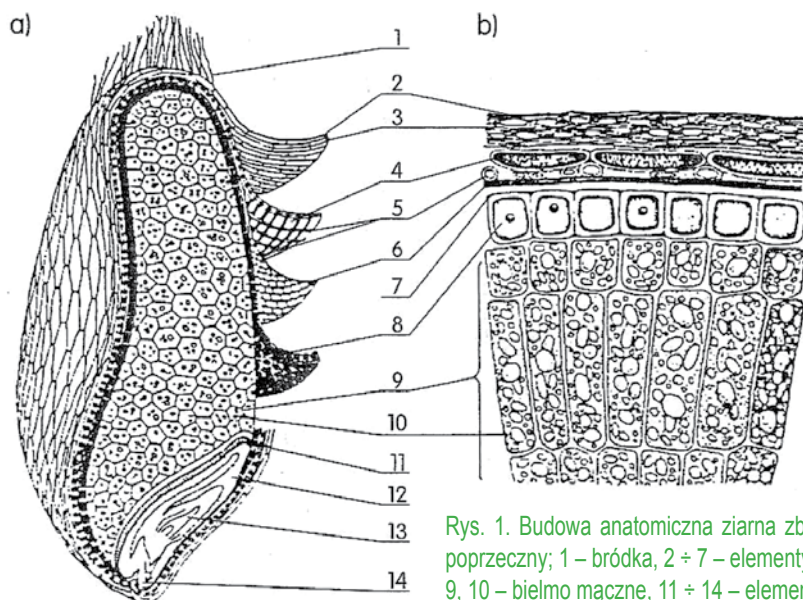 a)
b)
1
2
3
4
5
6
7
8
9
10
11
12
13
14
Rys. 1. Budowa anatomiczna ziarna zb
poprzeczny; 1 – bródka, 2 ÷ 7 – elementy
9, 10 – bielmo maczne, 11 ÷ 14 – elemen